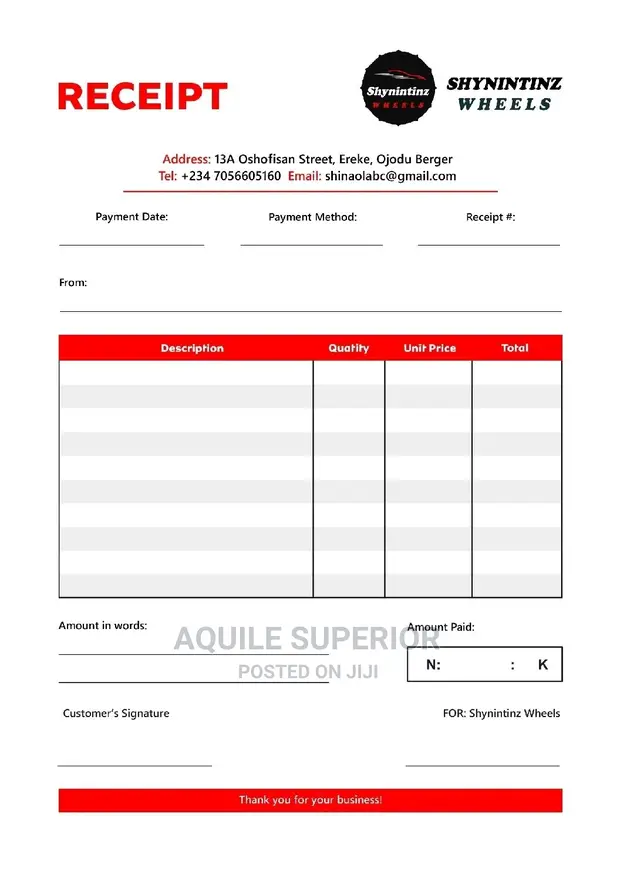 RECEIPT
Shynintinz
WHEELS
SHYNINTINZ
WHEELS
Address: 13A Oshofisan Street, Ereke, Ojodu Berger
Tel: +234 7056605160 Email: shinaolabc@gmail.com
Payment Date: Payment Method: Receipt #:
From:
Description Quatity Unit Price Total
Amount in words: Amount Paid:
AQUILE SUPERIOR
POSTED ON JIJI
N: : K
Customer's Signature FOR: Shynintinz Wheels
Thank you for your business!